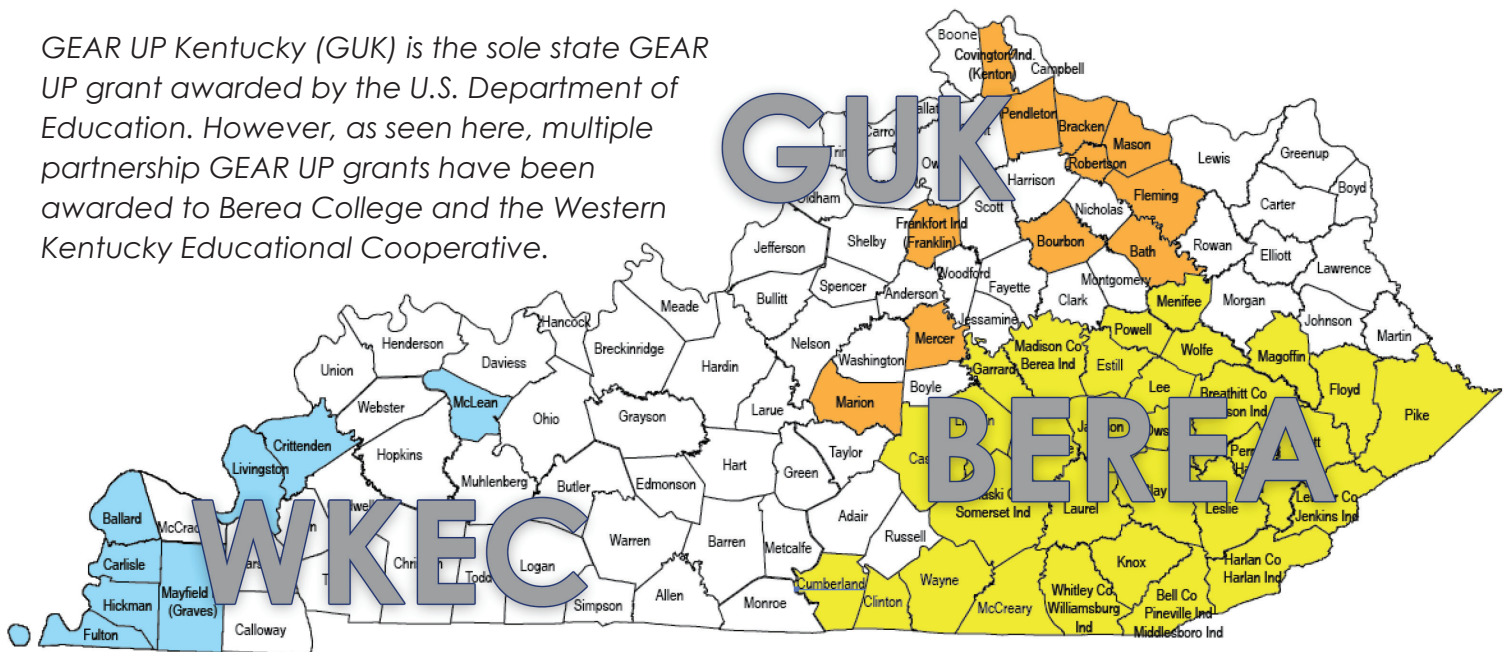 GEAR UP Kentucky (GUK) is the sole state GEAR
UP grant awarded by the U.S. Department of
Education. However, as seen here, multiple
partnership GEAR UP grants have been
awarded to Berea College and the Western
Kentucky Educational Cooperative.
GUK
BEREA
WKEC
Boone
Covington Ind.
(Kenton)
Campbell
Pendleton
Bracken
Mason
Robertson
Lewis
Greenup
Boyd
Carter
Harrison
Fleming
Nicholas
Scott
Frankfort Ind
(Franklin)
Bourbon
Bath
Rowan
Elliott
Lawrence
Jefferson
Shelby
Woodford
Fayette
Montgomery
Clark
Menifee
Morgan
Johnson
Martin
Meade
Bullitt
Spencer
Anderson
Jessamine
Powell
Wolfe
Magoffin
Hancock
Breckinridge
Hardin
Nelson
Washington
Mercer
Garrard
Madison Co
Berea Ind
Estill
Lee
Breathitt Co
Floyd
Pike
Henderson
Daviess
Union
Webster
McLean
Ohio
Grayson
Larue
Marion
Boyle
Taylor
Crittenden
Livingston
Hopkins
Muhlenberg
Butler
Edmonson
Hart
Green
Adair
Russell
Somerset Ind
Laurel
Leslie
Jenkins Ind
Ballard
Carlisle
Hickman
Fulton
Mayfield
(Graves)
Calloway
Todd
Logan
Warren
Simpson
Allen
Barren
Metcalfe
Monroe
Cumberland
Clinton
Wayne
McCreary
Whitley Co
Williamsburg
Ind
Knox
Bell Co
Pineville Ind
Middlesboro Ind
Harlan Co
Harlan Ind